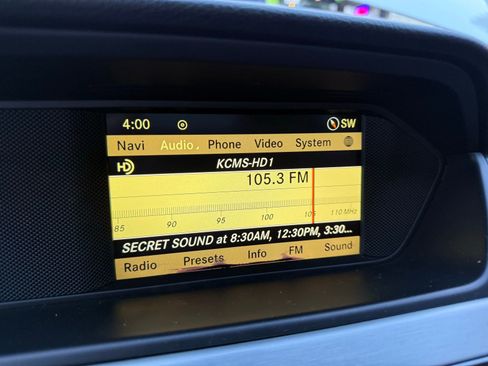 4:00 SW
Navi Audio Phone Video System
HD KCMS-HD1
105.3 FM
85 90 95 100 105 110 MHz
SECRET SOUND at 8:30AM, 12:30PM, 3:30...
Radio Presets Info FM Sound